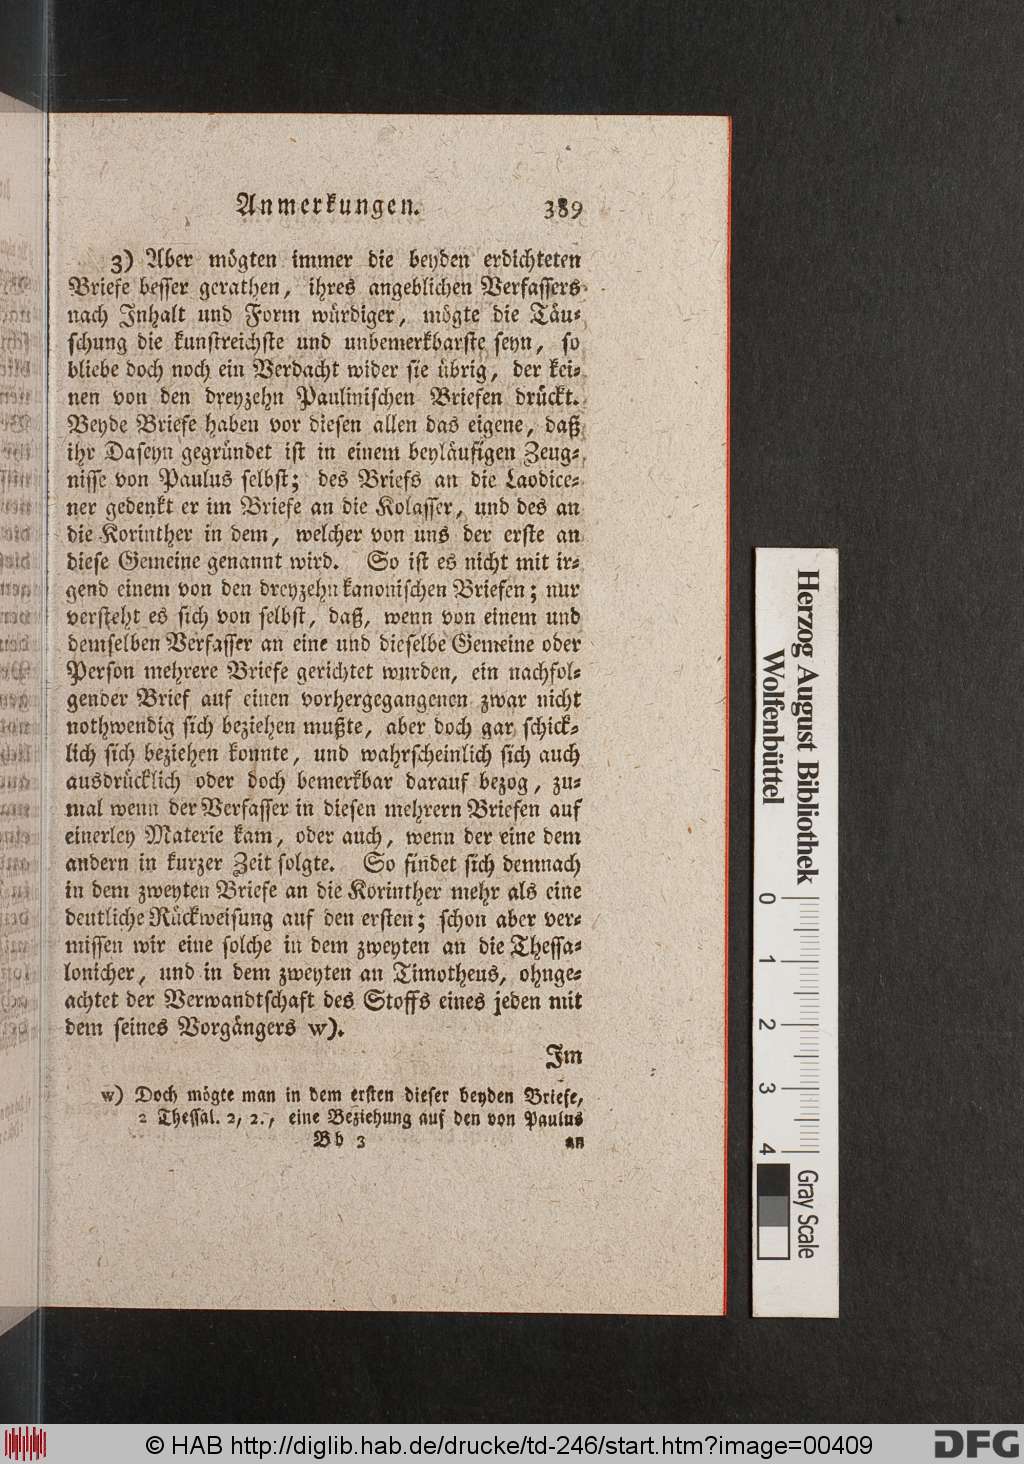 Anmerkungen. 389
3) Aber mögten immer die beyden erdichteten
Briefe besser gerathen, ihres angeblichen Verfassers
nach Inhalt und Form würdiger, mögte die Täu-
schung die kunstreichste und unbemerkbarste seyn, so
bliebe doch noch ein Verdacht wider sie übrig, der kei-
nen von den dreyzehn Paulinischen Briefen drückt.
Beyde Briefe haben vor diesen allen das eigene, daß
ihr Daseyn gegründet ist in einem beyläufigen Zeug-
nisse von Paulus selbst; des Briefs an die Laodice-
ner gedenkt er im Briefe an die Kolasser, und des an
die Korinther in dem, welcher von uns der erste an
diese Gemeine genannt wird. So ist es nicht mit ir-
gend einem von den dreyzehn kanonischen Briefen; nur
versteht es sich von selbst, daß, wenn von einem und
demselben Verfasser an eine und dieselbe Gemeine oder
Person mehrere Briefe gerichtet wurden, ein nachfol-
gender Brief auf einen vorhergegangenen zwar nicht
nothwendig sich beziehen mußte, aber doch gar schick-
lich sich beziehen konnte, und wahrscheinlich sich auch
ausdrücklich oder doch bemerkbar darauf bezog, zu-
mal wenn der Verfasser in diesen mehrern Briefen auf
einerley Materie kam, oder auch, wenn der eine dem
andern in kurzer Zeit folgte. So findet sich demnach
in dem zweyten Briefe an die Korinther mehr als eine
deutliche Rückweisung auf den ersten; schon aber ver-
missen wir eine solche in dem zweyten an die Thessa-
lonicher, und in dem zweyten an Timotheus, ohnge-
achtet der Verwandtschaft des Stoffs eines jeden mit
dem seines Vorgängers w).
Im
w) Doch mögte man in dem ersten dieser beyden Briefe,
2 Thessal. 2, 2., eine Beziehung auf den von Paulus
Bb 3 an
Herzog August Bibliothek
Wolfenbüttel
0 1 2 3 4
Gray Scale
© HAB http://diglib.hab.de/drucke/td-246/start.htm?image=00409
DFG